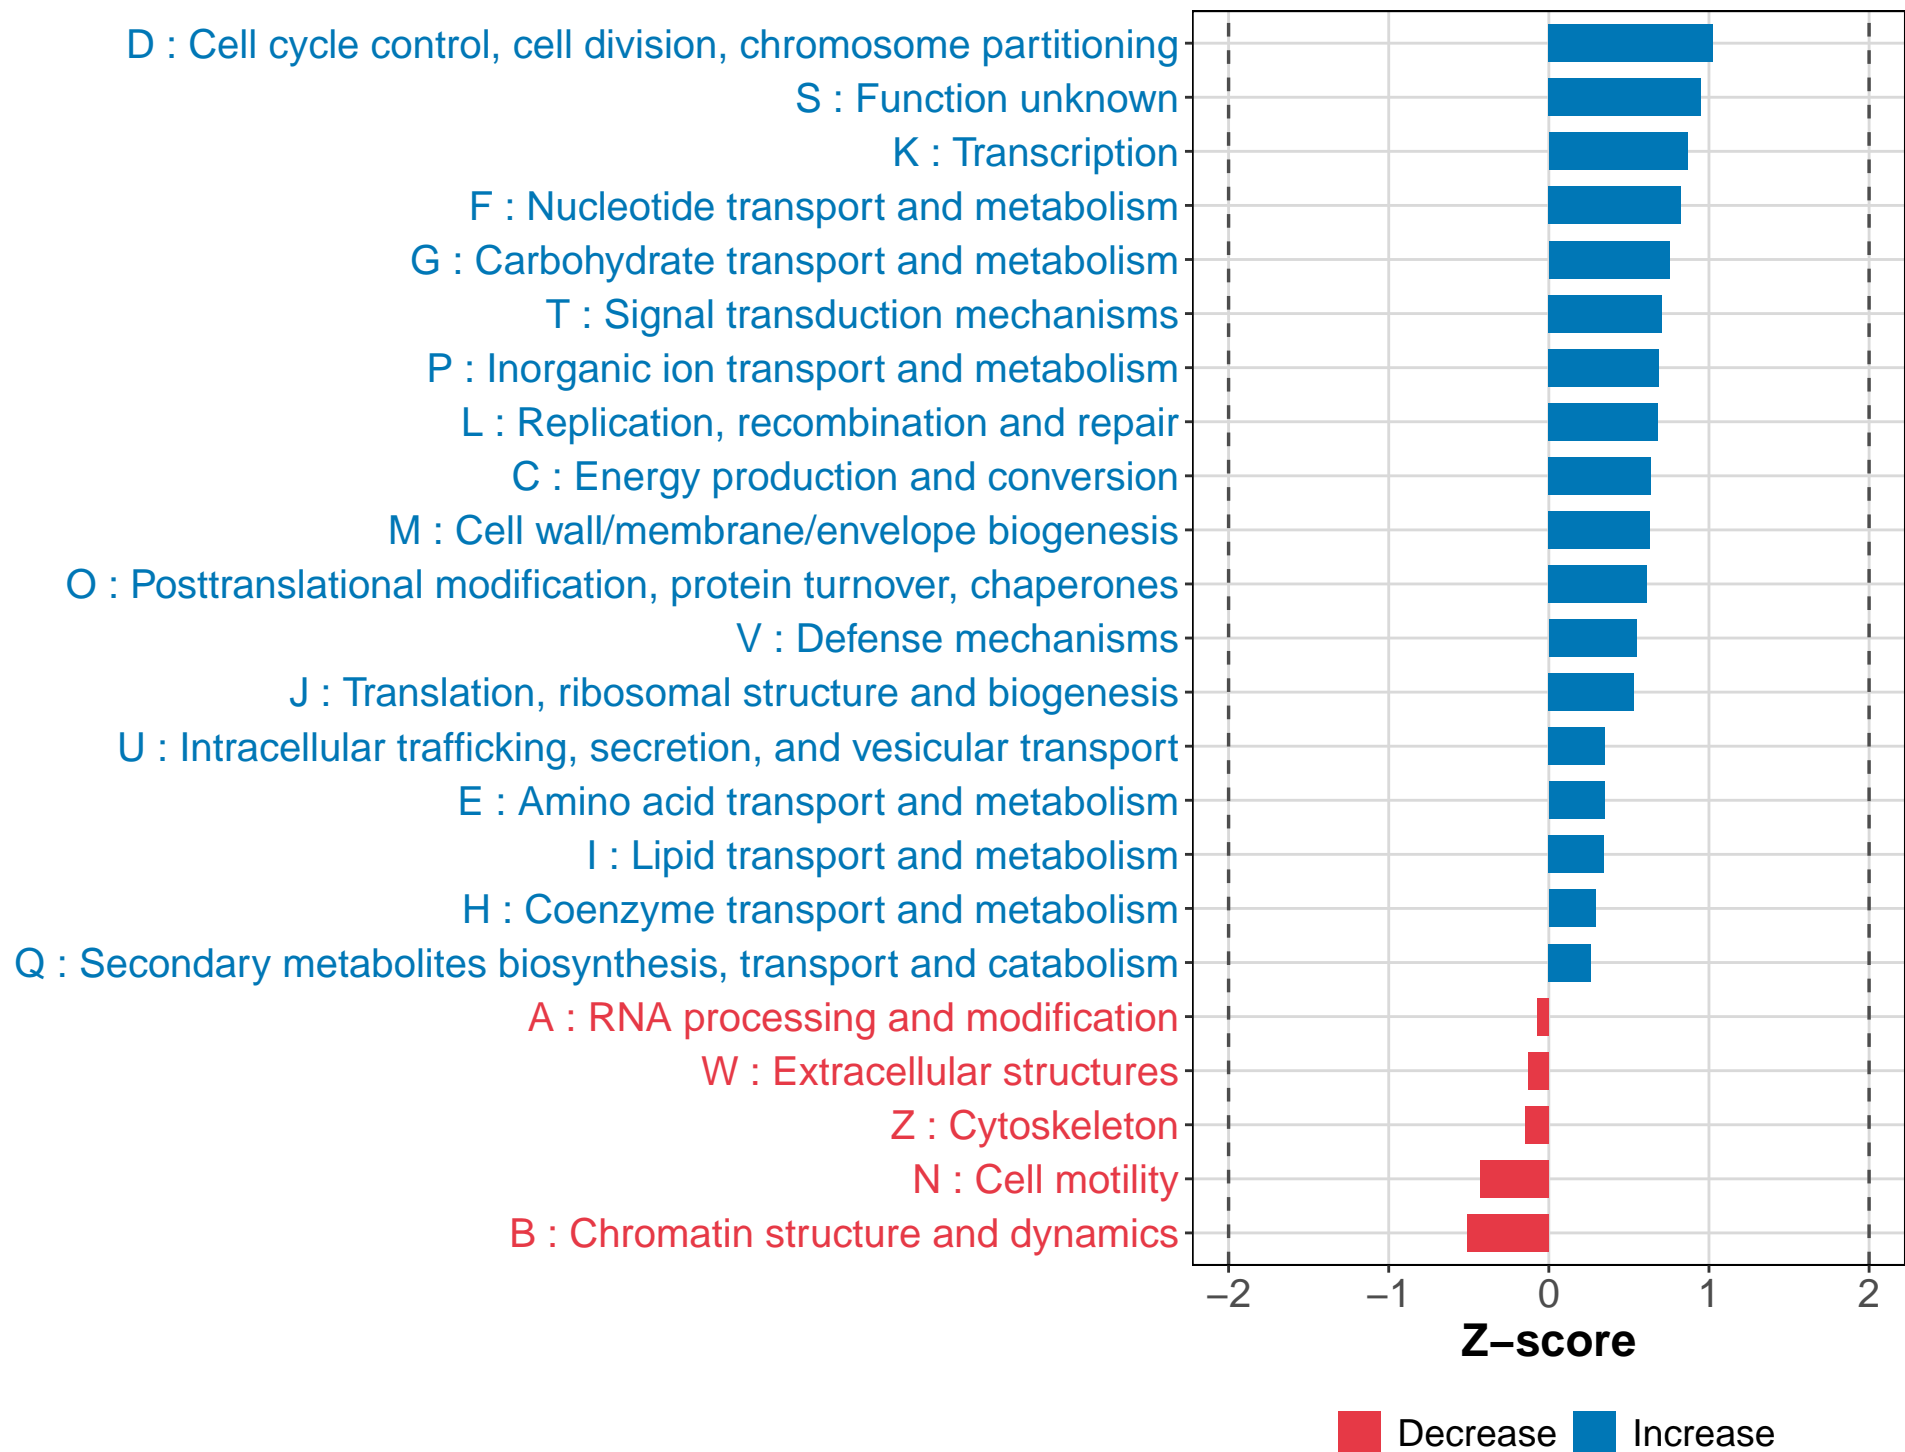 D : Cell cycle control, cell division, chromosome partitioning
S : Function unknown
K : Transcription
F : Nucleotide transport and metabolism
G : Carbohydrate transport and metabolism
T : Signal transduction mechanisms
P : Inorganic ion transport and metabolism
L : Replication, recombination and repair
C : Energy production and conversion
M : Cell wall/membrane/envelope biogenesis
O : Posttranslational modification, protein turnover, chaperones
V : Defense mechanisms
J : Translation, ribosomal structure and biogenesis
U : Intracellular trafficking, secretion, and vesicular transport
E : Amino acid transport and metabolism
I : Lipid transport and metabolism
H : Coenzyme transport and metabolism
Q : Secondary metabolites biosynthesis, transport and catabolism
A : RNA processing and modification
W : Extracellular structures
Z : Cytoskeleton
N : Cell motility
B : Chromatin structure and dynamics
−2 −1 0 1 2
Z−score
Decrease Increase